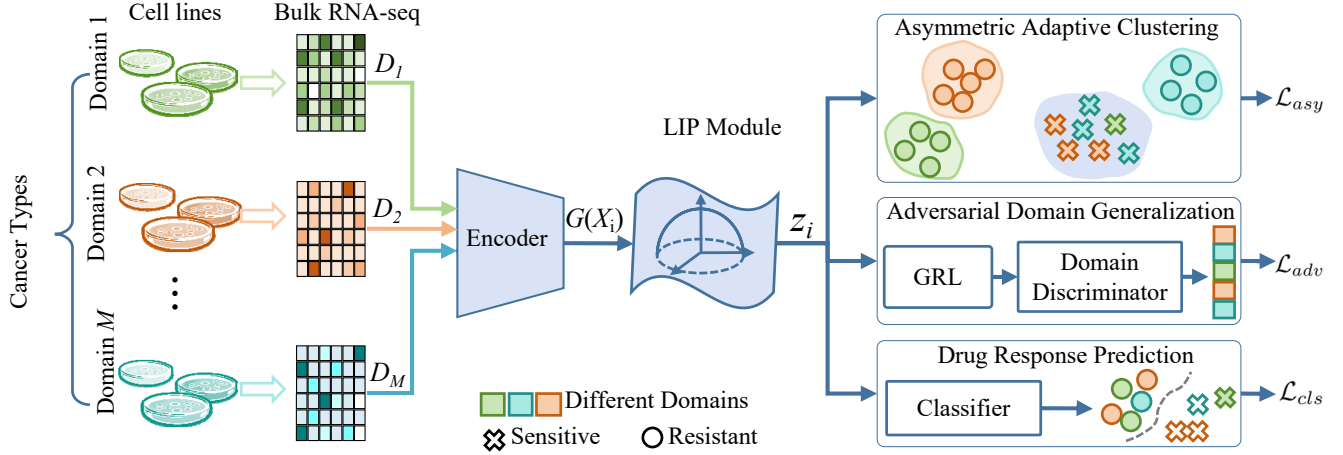 Cell lines
Bulk RNA-seq
Cancer Types
Domain 1
Domain 2
Domain M
D1
D2
DM
Encoder
G(Xi)
LIP Module
zi
Asymmetric Adaptive Clustering
ℒasy
Adversarial Domain Generalization
GRL
Domain
Discriminator
ℒadv
Drug Response Prediction
Classifier
ℒcls
Different Domains
Sensitive
Resistant